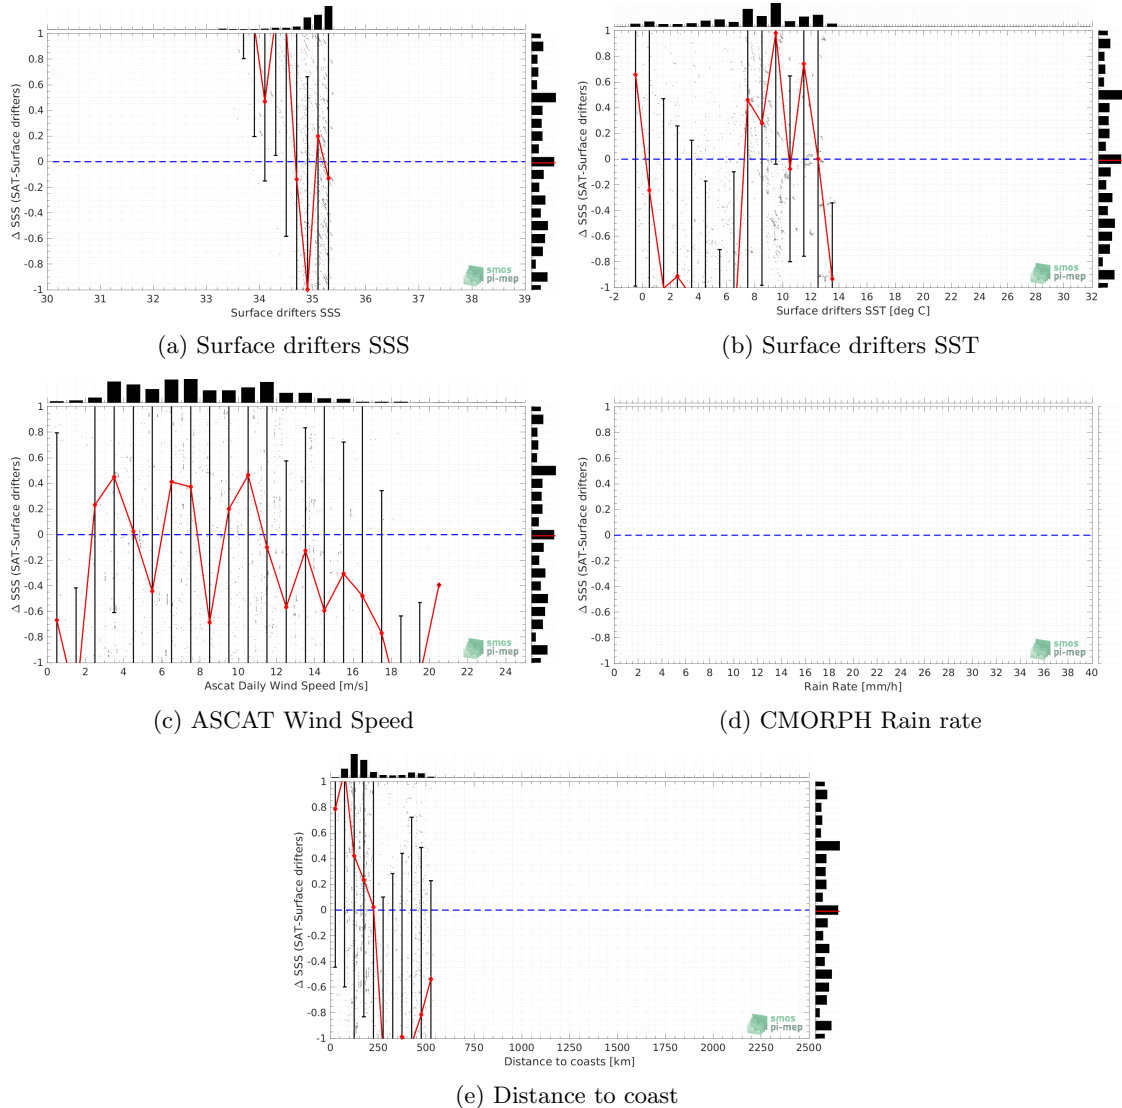 1
0.8
0.6
0.4
0.2
0
-0.2
-0.4
-0.6
-0.8
-1
Δ SSS (SAT-Surface drifters)
smos
pi-mep
30 31 32 33 34 35 36 37 38 39
Surface drifters SSS
(a) Surface drifters SSS
1
0.8
0.6
0.4
0.2
0
-0.2
-0.4
-0.6
-0.8
-1
Δ SSS (SAT-Surface drifters)
smos
pi-mep
-2 0 2 4 6 8 10 12 14 16 18 20 22 24 26 28 30 32
Surface drifters SST [deg C]
(b) Surface drifters SST
1
0.8
0.6
0.4
0.2
0
-0.2
-0.4
-0.6
-0.8
-1
Δ SSS (SAT-Surface drifters)
smos
pi-mep
0 2 4 6 8 10 12 14 16 18 20 22 24
Ascat Daily Wind Speed [m/s]
(c) ASCAT Wind Speed
1
0.8
0.6
0.4
0.2
0
-0.2
-0.4
-0.6
-0.8
-1
Δ SSS (SAT-Surface drifters)
smos
pi-mep
0 2 4 6 8 10 12 14 16 18 20 22 24 26 28 30 32 34 36 38 40
Rain Rate [mm/h]
(d) CMORPH Rain rate
1
0.8
0.6
0.4
0.2
0
-0.2
-0.4
-0.6
-0.8
-1
Δ SSS (SAT-Surface drifters)
smos
pi-mep
0 250 500 750 1000 1250 1500 1750 2000 2250 2500
Distance to coasts [km]
(e) Distance to coast